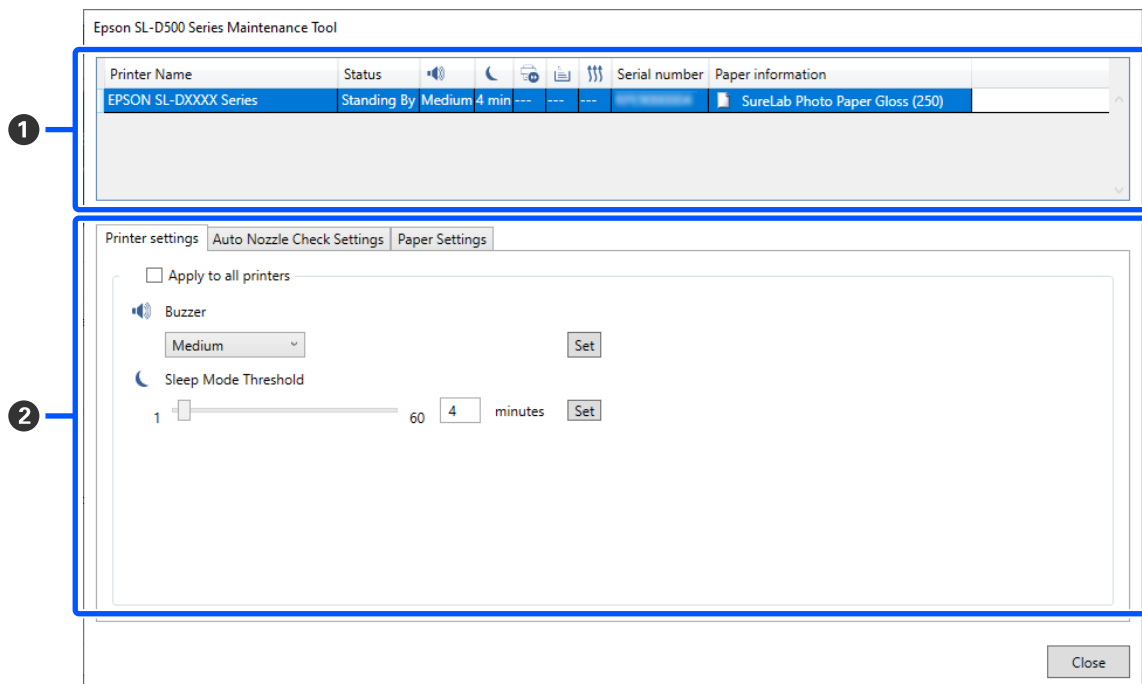 Epson SL-D500 Series Maintenance Tool
Printer Name Status Serial number Paper information
EPSON SL-DXXXX Series Standing By Medium 4 min --- --- --- SureLab Photo Paper Gloss (250)
1
Printer settings Auto Nozzle Check Settings Paper Settings
Apply to all printers
Buzzer
Medium Set
Sleep Mode Threshold
1 60 4 minutes Set
2
Close